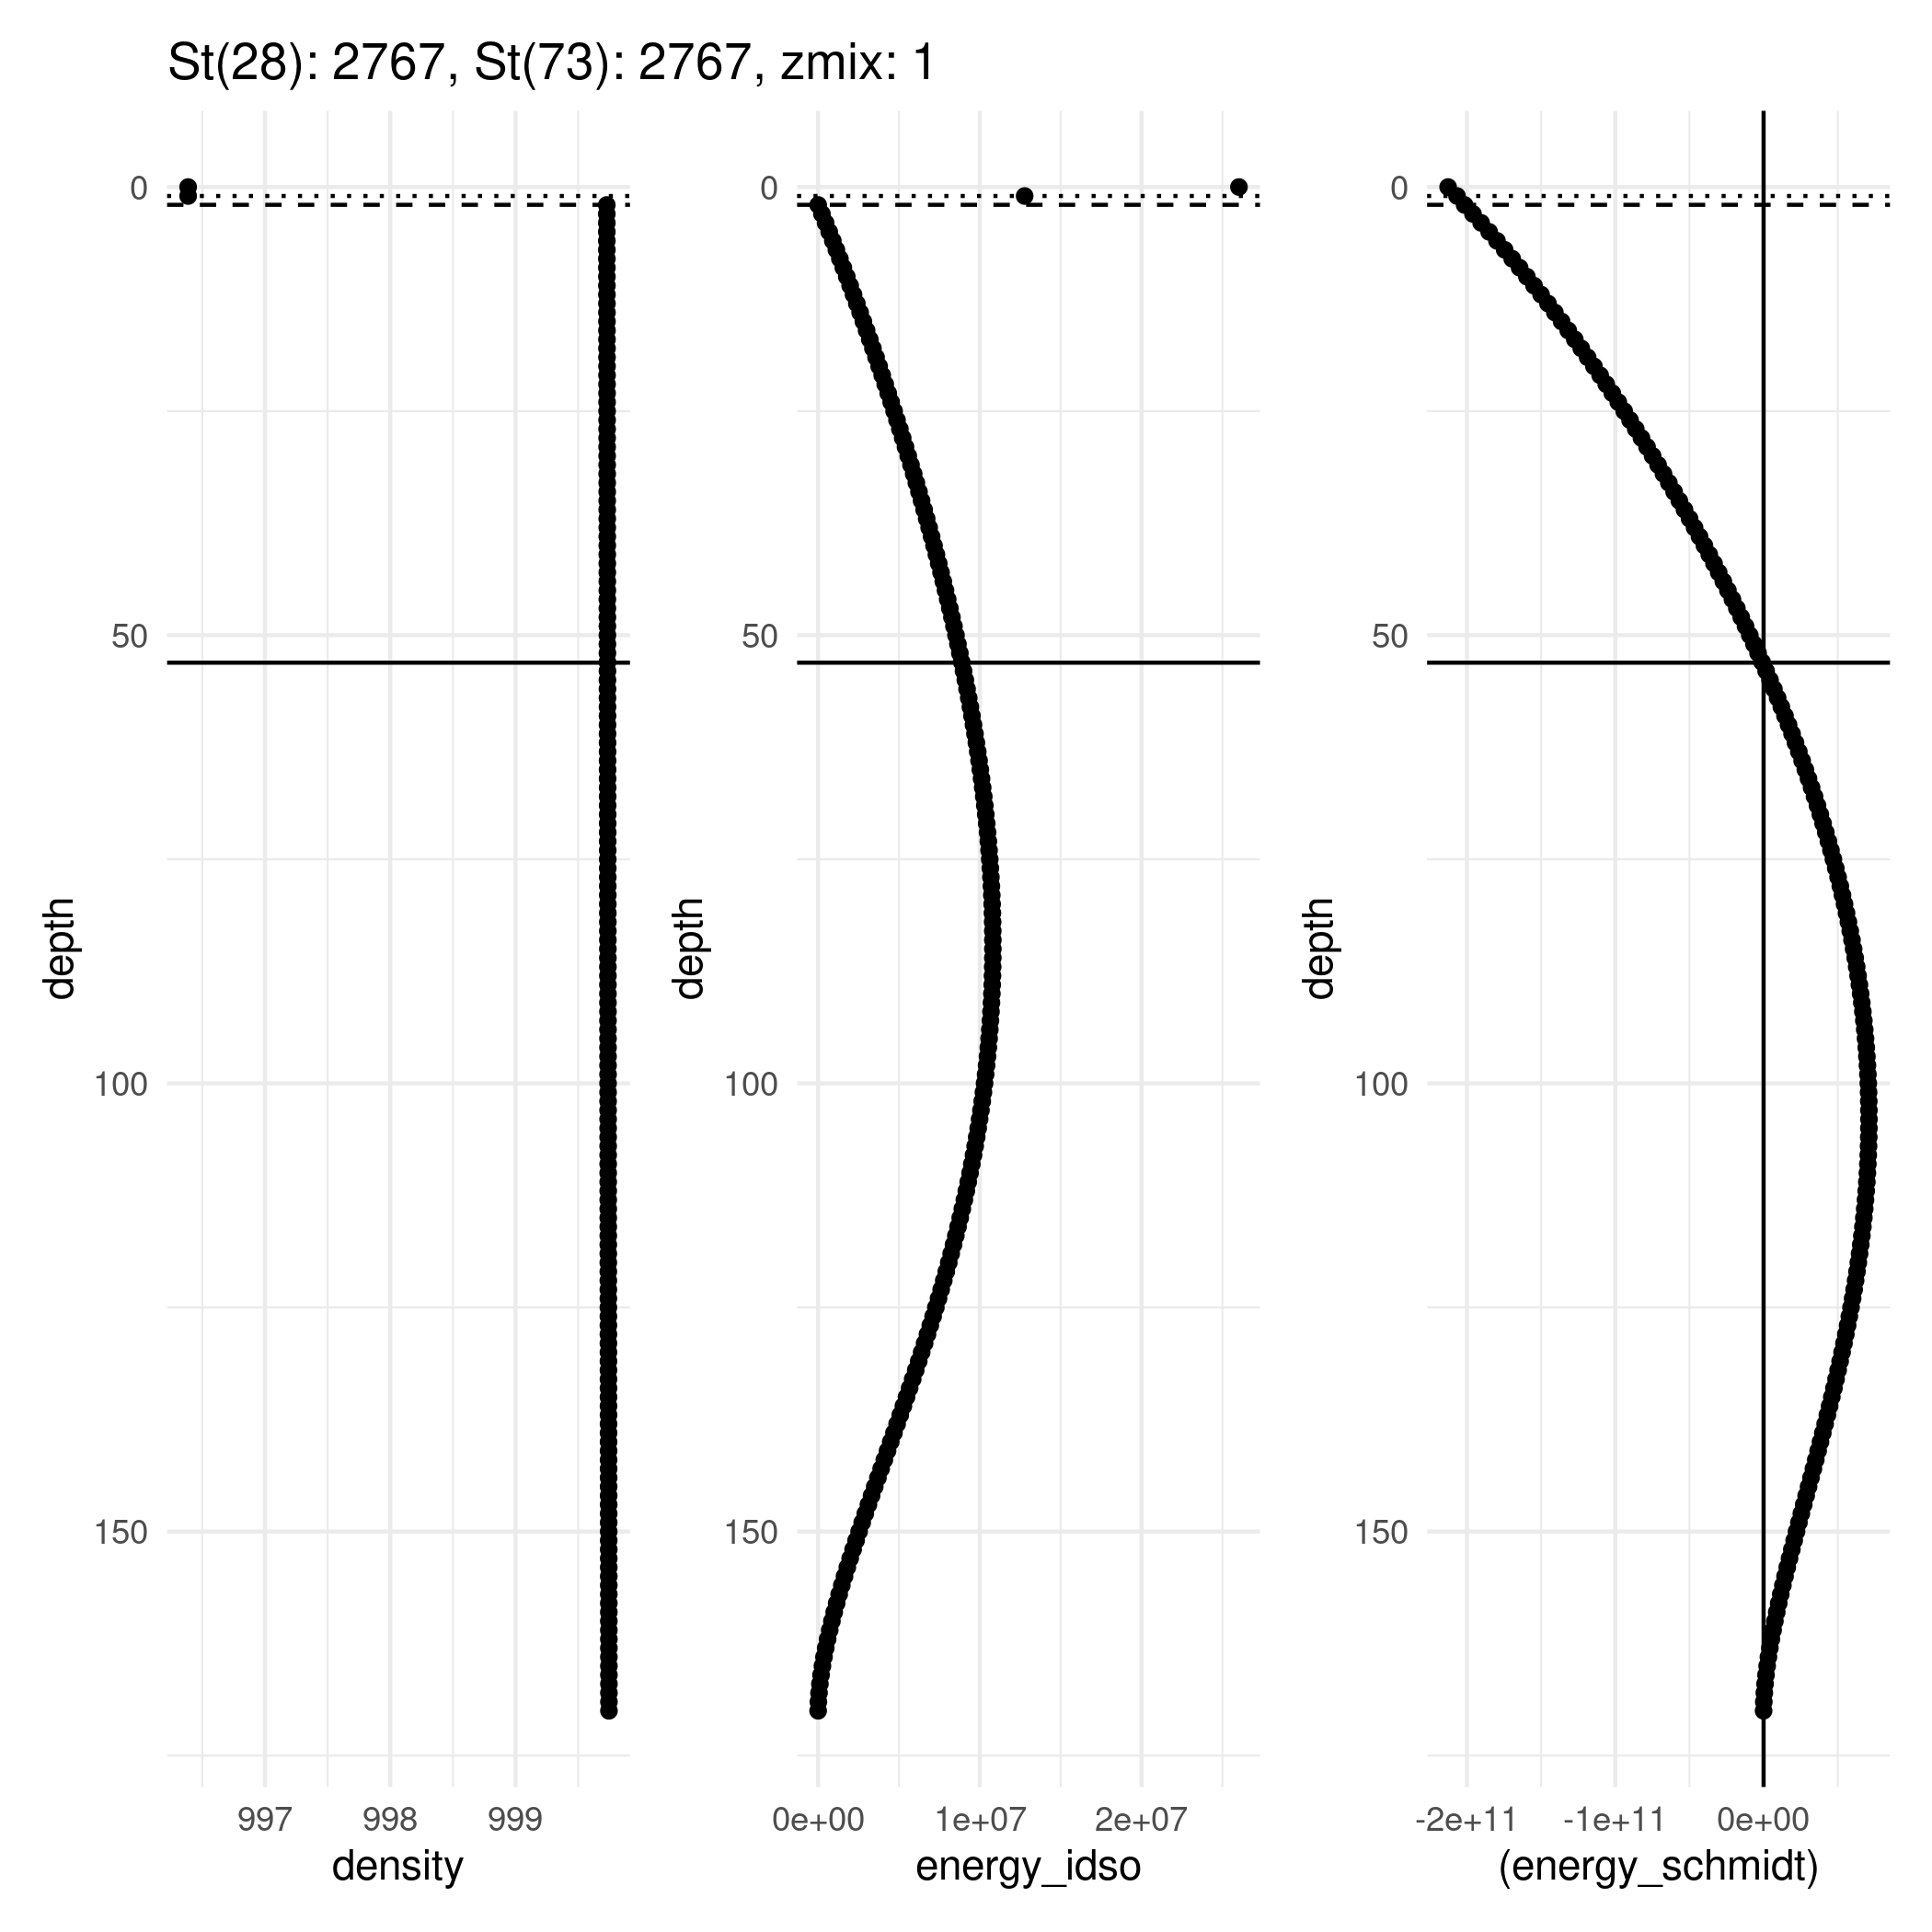 St(28): 2767, St(73): 2767, zmix: 1
0
50
100
150
depth
997 998 999
density
0
50
100
150
depth
0e+00 1e+07 2e+07
energy_idso
0
50
100
150
depth
-2e+11 -1e+11 0e+00
(energy_schmidt)